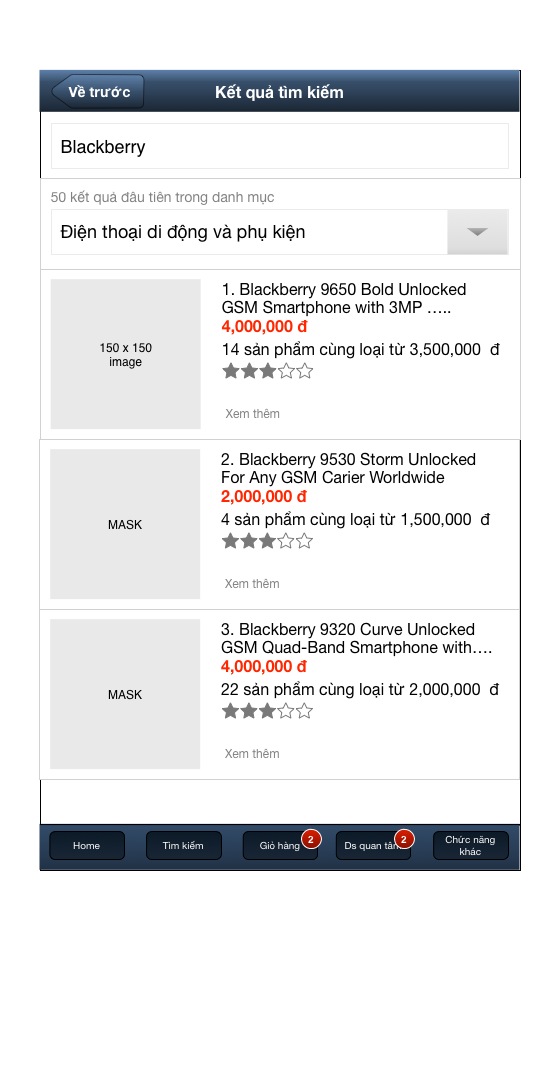 Về trước
Kết quả tìm kiếm
Blackberry
50 kết quả đâu tiên trong danh mục
Điện thoại di động và phụ kiện
150 x 150
image
1. Blackberry 9650 Bold Unlocked
GSM Smartphone with 3MP …..
4,000,000 đ
14 sản phẩm cùng loại từ 3,500,000 đ
Xem thêm
MASK
2. Blackberry 9530 Storm Unlocked
For Any GSM Carier Worldwide
2,000,000 đ
4 sản phẩm cùng loại từ 1,500,000 đ
Xem thêm
MASK
3. Blackberry 9320 Curve Unlocked
GSM Quad-Band Smartphone with….
4,000,000 đ
22 sản phẩm cùng loại từ 2,000,000 đ
Xem thêm
Home
Tìm kiếm
Giỏ hàng
2
Ds quan tâm
2
Chức năng
khác